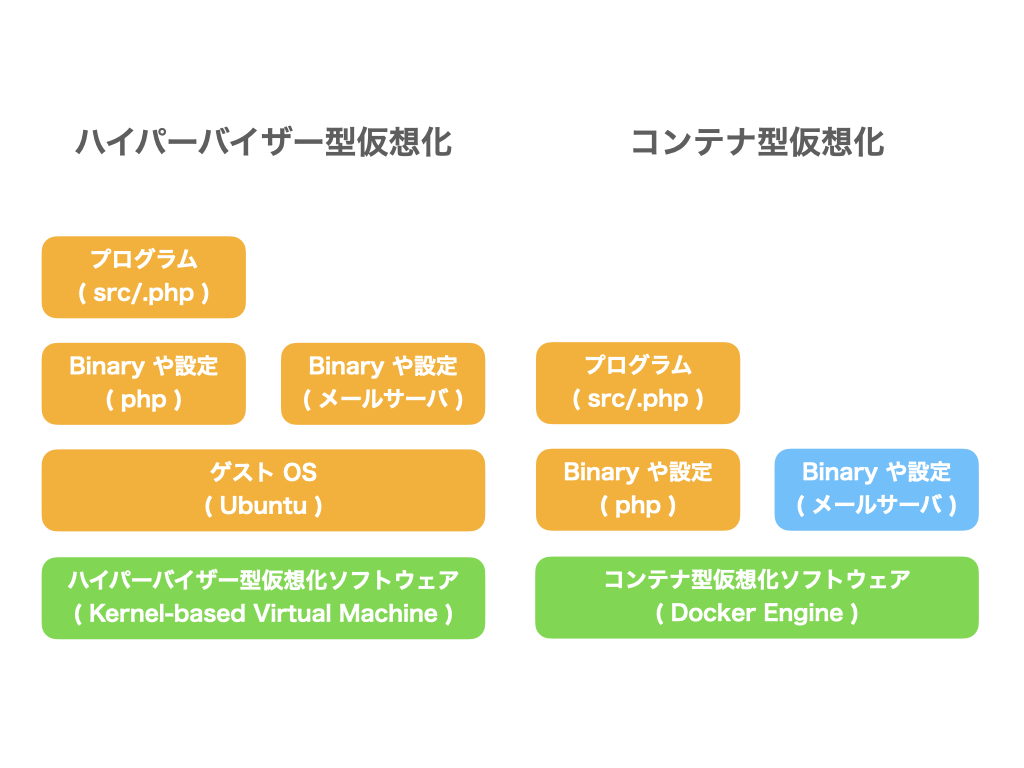 ハイパーバイザー型仮想化
プログラム
( src/.php )
Binary や設定
( php )
Binary や設定
( メールサーバ )
ゲスト OS
( Ubuntu )
ハイパーバイザー型仮想化ソフトウェア
( Kernel-based Virtual Machine )
コンテナ型仮想化
プログラム
( src/.php )
Binary や設定
( php )
Binary や設定
( メールサーバ )
コンテナ型仮想化ソフトウェア
( Docker Engine )